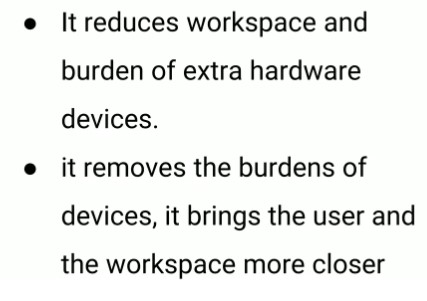 ● It reduces workspace and
burden of extra hardware
devices.
● it removes the burdens of
devices, it brings the user and
the workspace more closer